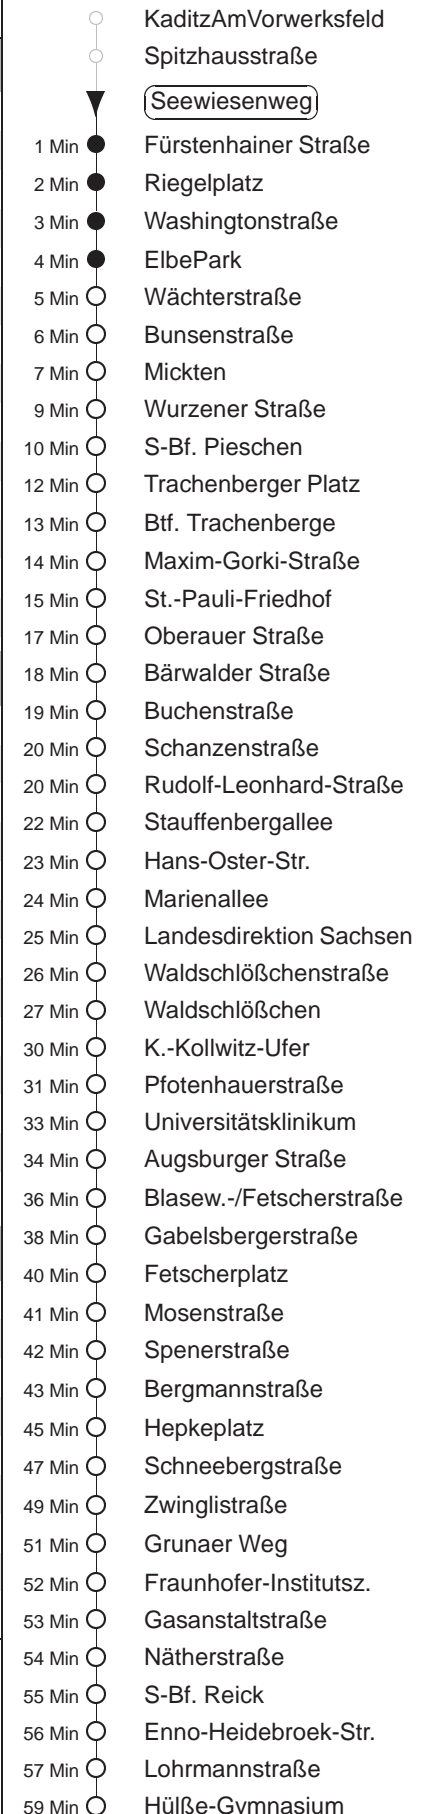 KaditzAmVorwerksfeld
Spitzhausstraße
Seewiesenweg
1 Min Fürstenhainer Straße
2 Min Riegelplatz
3 Min Washingtonstraße
4 Min ElbePark
5 Min Wächterstraße
6 Min Bunsenstraße
7 Min Mickten
9 Min Wurzener Straße
10 Min S-Bf. Pieschen
12 Min Trachenberger Platz
13 Min Btf. Trachenberge
14 Min Maxim-Gorki-Straße
15 Min St.-Pauli-Friedhof
17 Min Oberauer Straße
18 Min Bärwalder Straße
19 Min Buchenstraße
20 Min Schanzenstraße
20 Min Rudolf-Leonhard-Straße
22 Min Stauffenbergallee
23 Min Hans-Oster-Str.
24 Min Marienallee
25 Min Landesdirektion Sachsen
26 Min Waldschlößchenstraße
27 Min Waldschlößchen
30 Min K.-Kollwitz-Ufer
31 Min Pfotenhauerstraße
33 Min Universitätsklinikum
34 Min Augsburger Straße
36 Min Blasew.-/Fetscherstraße
38 Min Gabelsbergerstraße
40 Min Fetscherplatz
41 Min Mosenstraße
42 Min Spenerstraße
43 Min Bergmannstraße
45 Min Hepkeplatz
47 Min Schneebergstraße
49 Min Zwinglistraße
51 Min Grunaer Weg
52 Min Fraunhofer-Institutsz.
53 Min Gasanstaltstraße
54 Min Nätherstraße
55 Min S-Bf. Reick
56 Min Enno-Heidebroek-Str.
57 Min Lohrmannstraße
59 Min Hülße-Gymnasium